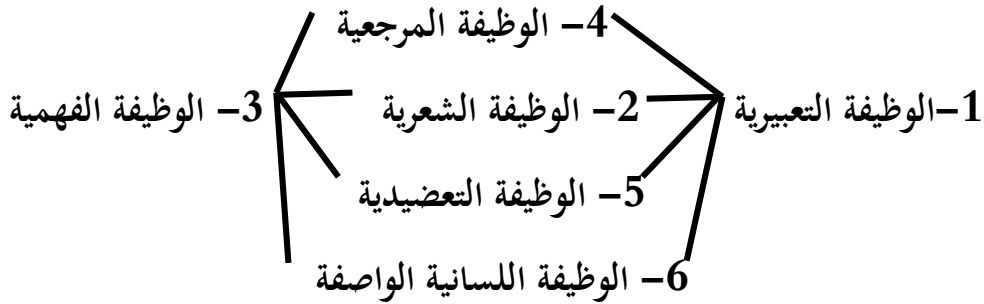 4– الوظيفة المرجعية
1–الوظيفة التعبيرية
2– الوظيفة الشعرية
3– الوظيفة الفهمية
5– الوظيفة التعضيدية
6– الوظيفة اللسانية الواصفة